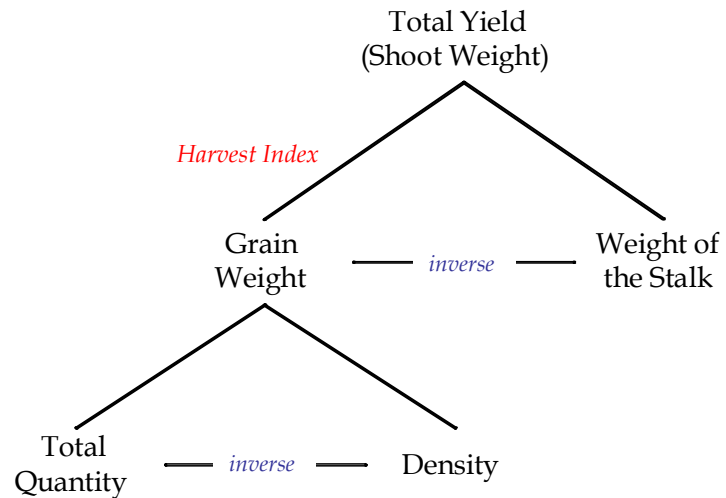 Total Yield
(Shoot Weight)
Harvest Index
Grain
Weight
inverse
Weight of
the Stalk
Total
Quantity
inverse
Density